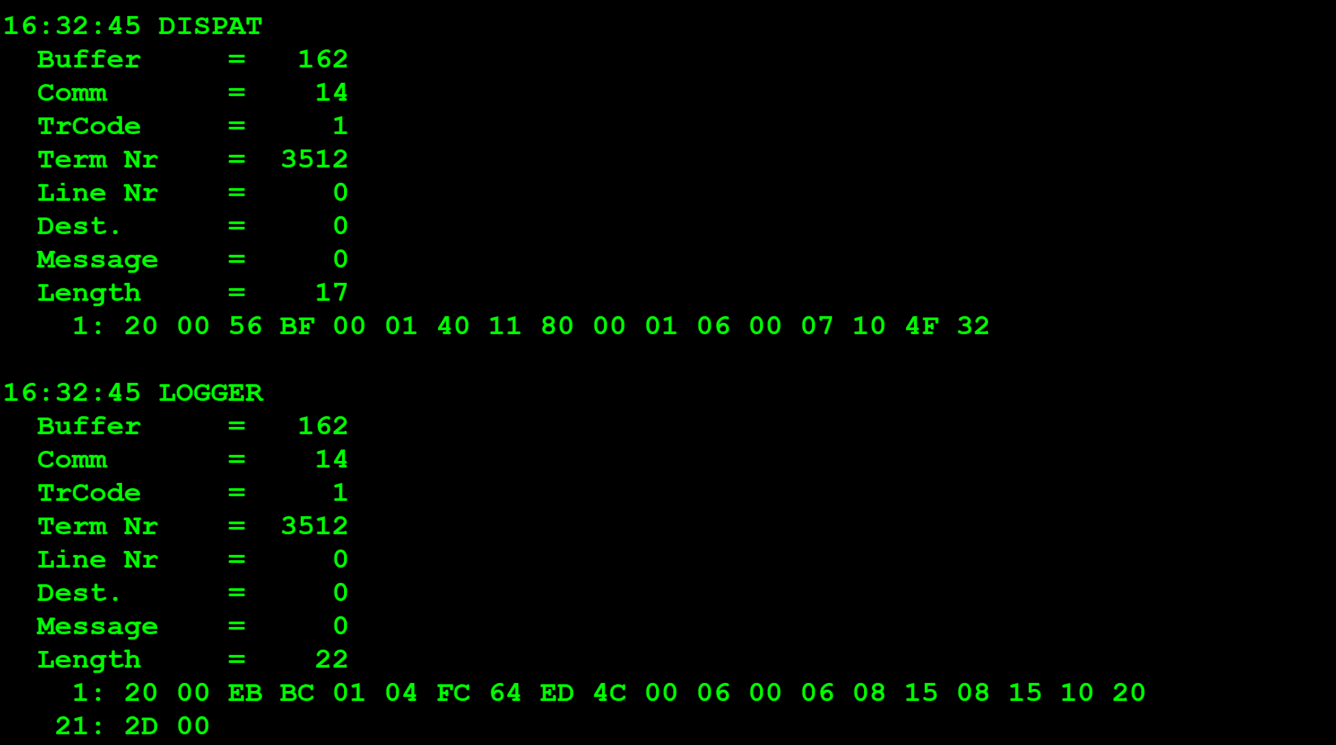 16:32:45 DISPAT
  Buffer     =   162
  Comm       =    14
  TrCode     =     1
  Term Nr    =  3512
  Line Nr    =     0
  Dest.      =     0
  Message    =     0
  Length     =    17
    1: 20 00 56 BF 00 01 40 11 80 00 01 06 00 07 10 4F 32

16:32:45 LOGGER
  Buffer     =   162
  Comm       =    14
  TrCode     =     1
  Term Nr    =  3512
  Line Nr    =     0
  Dest.      =     0
  Message    =     0
  Length     =    22
    1: 20 00 EB BC 01 04 FC 64 ED 4C 00 06 00 06 08 15 08 15 10 20
   21: 2D 00